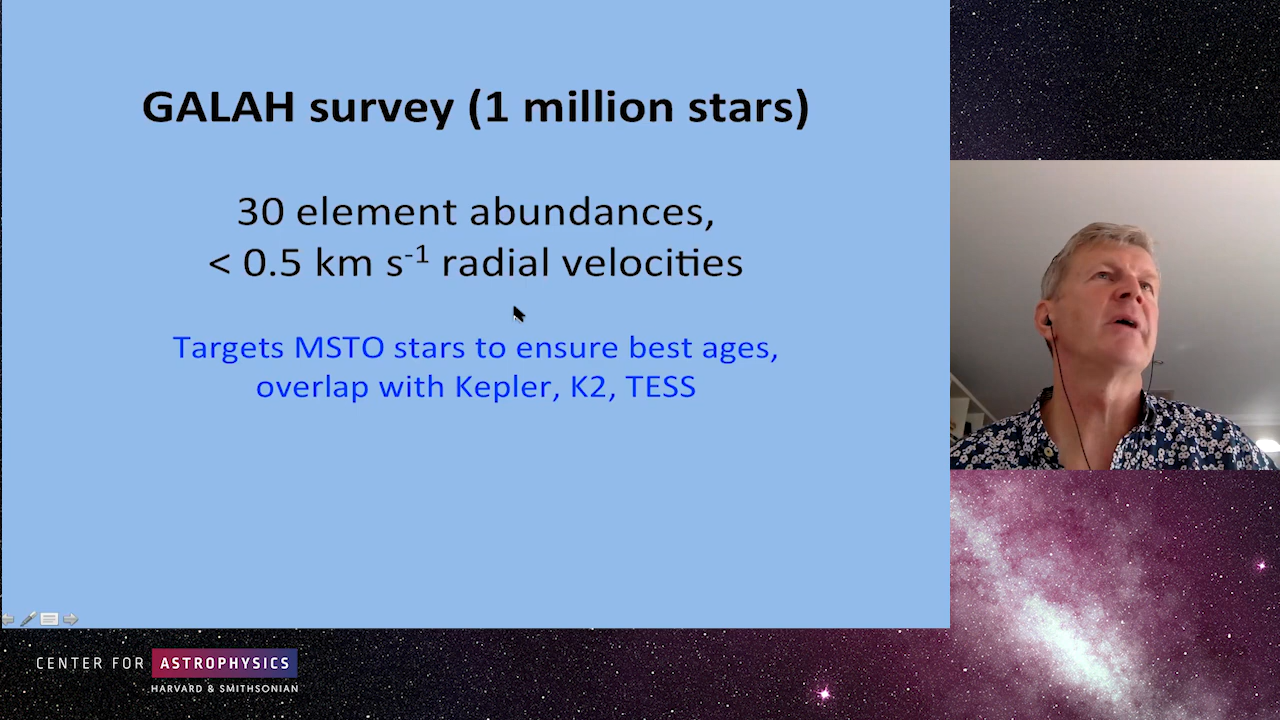 GALAH survey (1 million stars)
30 element abundances,
< 0.5 km s⁻¹ radial velocities
Targets MSTO stars to ensure best ages,
overlap with Kepler, K2, TESS
CENTER FOR ASTROPHYSICS
HARVARD & SMITHSONIAN